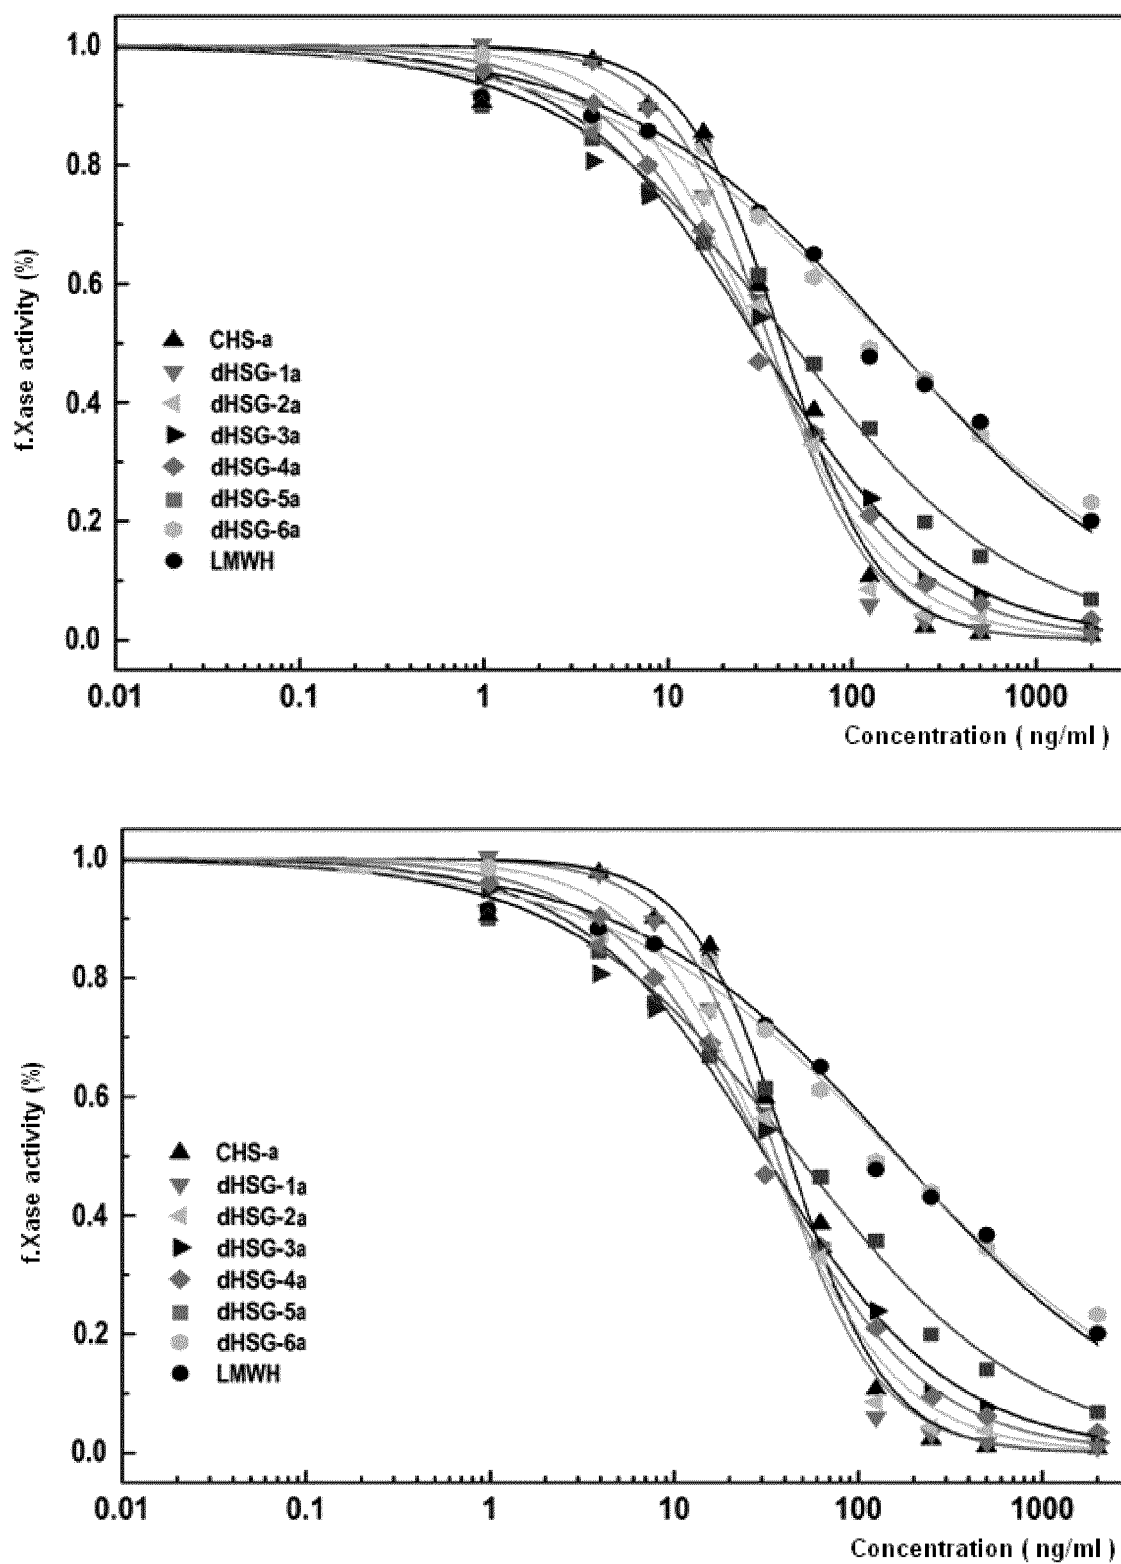 1.0
0.8
0.6
0.4
0.2
0.0
f.Xase activity (%)
CHS-a
dHSG-1a
dHSG-2a
dHSG-3a
dHSG-4a
dHSG-5a
dHSG-6a
LMWH
0.01 0.1 1 10 100 1000
Concentration ( ng/ml )
1.0
0.8
0.6
0.4
0.2
0.0
f.Xase activity (%)
CHS-a
dHSG-1a
dHSG-2a
dHSG-3a
dHSG-4a
dHSG-5a
dHSG-6a
LMWH
0.01 0.1 1 10 100 1000
Concentration ( ng/ml )